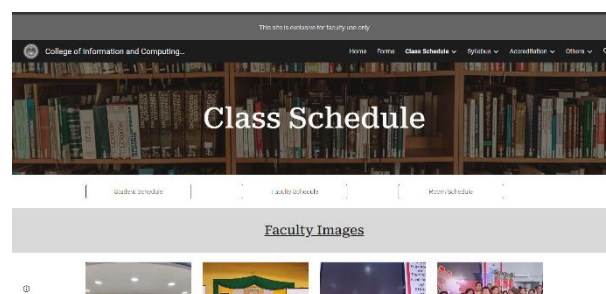 This site is exclusive for faculty use only
College of Information and Computing...
Home Forms Class Schedule Syllabus Accreditation Others
Class Schedule
Student Schedule Faculty Schedule Room Schedule
Faculty Images